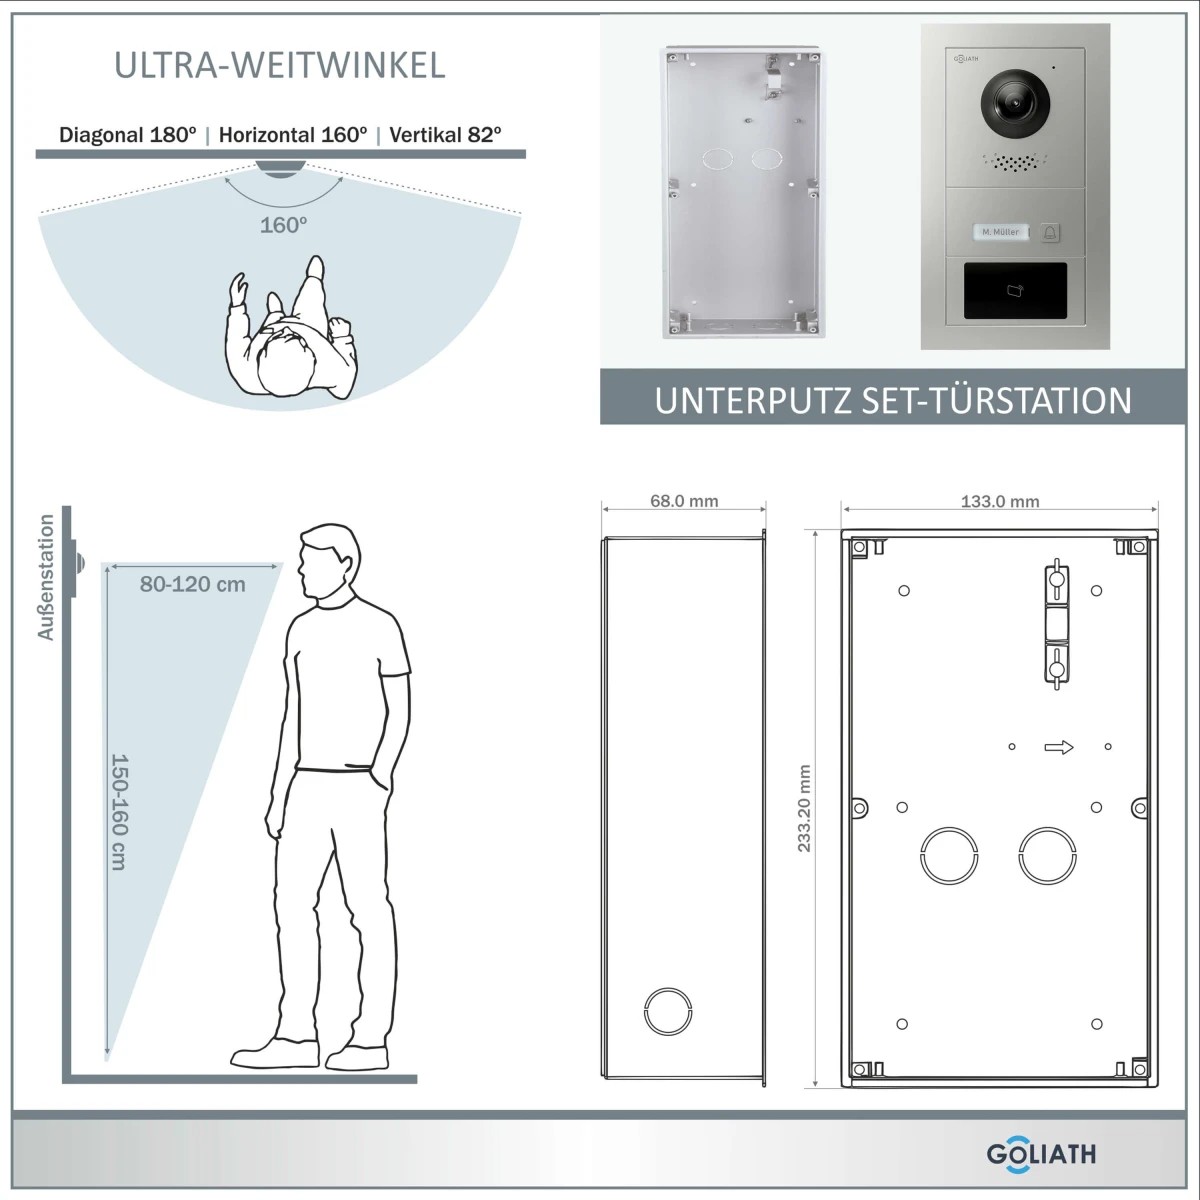 ULTRA-WEITWINKEL
Diagonal 180° | Horizontal 160° | Vertikal 82°
160°
GOLIATH
M. Müller
UNTERPUTZ SET-TÜRSTATION
Außenstation
80-120 cm
150-160 cm
68.0 mm
133.0 mm
233.20 mm
GOLIATH